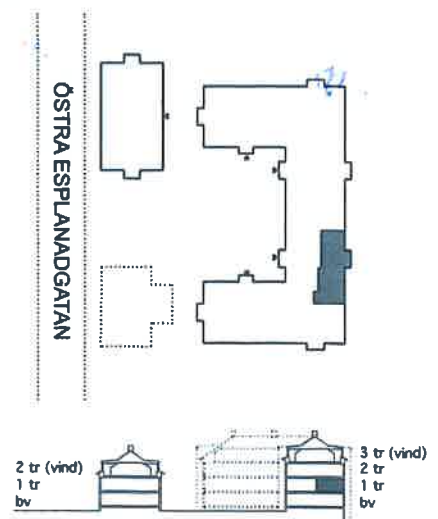 ÖSTRA ESPLANADGATAN
2 tr (vind)
1 tr
bv
3 tr (vind)
2 tr
1 tr
bv